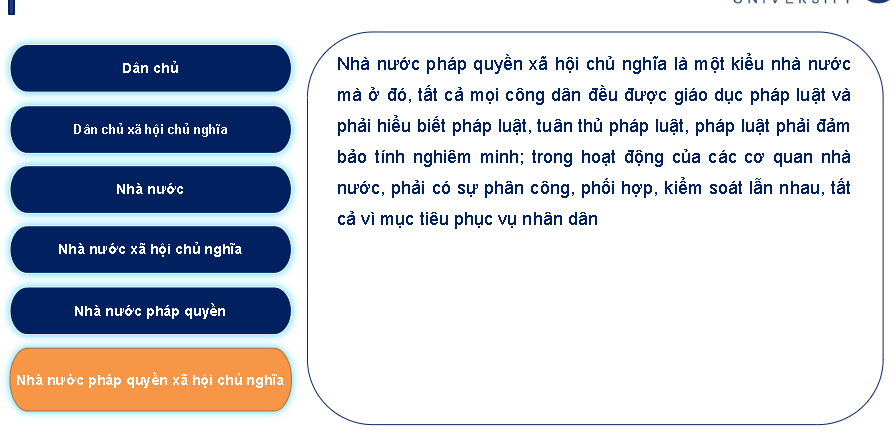 UNIVERSITY
Dân chủ
Dân chủ xã hội chủ nghĩa
Nhà nước
Nhà nước xã hội chủ nghĩa
Nhà nước pháp quyền
Nhà nước pháp quyền xã hội chủ nghĩa
Nhà nước pháp quyền xã hội chủ nghĩa là một kiểu nhà nước
mà ở đó, tất cả mọi công dân đều được giáo dục pháp luật và
phải hiểu biết pháp luật, tuân thủ pháp luật, pháp luật phải đảm
bảo tính nghiêm minh; trong hoạt động của các cơ quan nhà
nước, phải có sự phân công, phối hợp, kiểm soát lẫn nhau, tất
cả vì mục tiêu phục vụ nhân dân